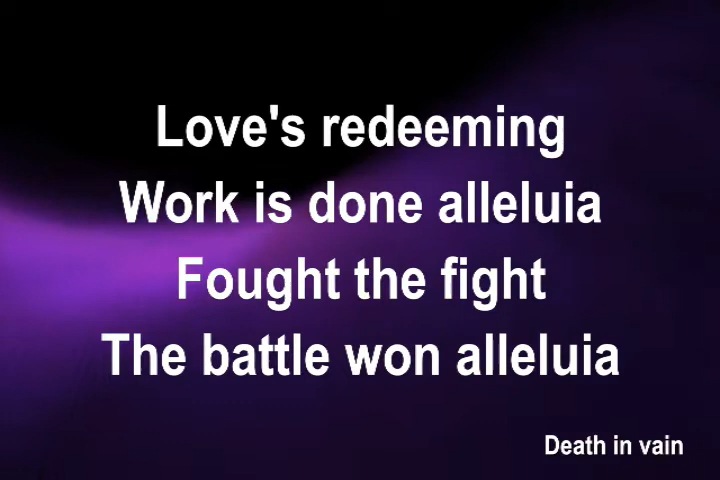 Love's redeeming
Work is done alleluia
Fought the fight
The battle won alleluia
Death in vain